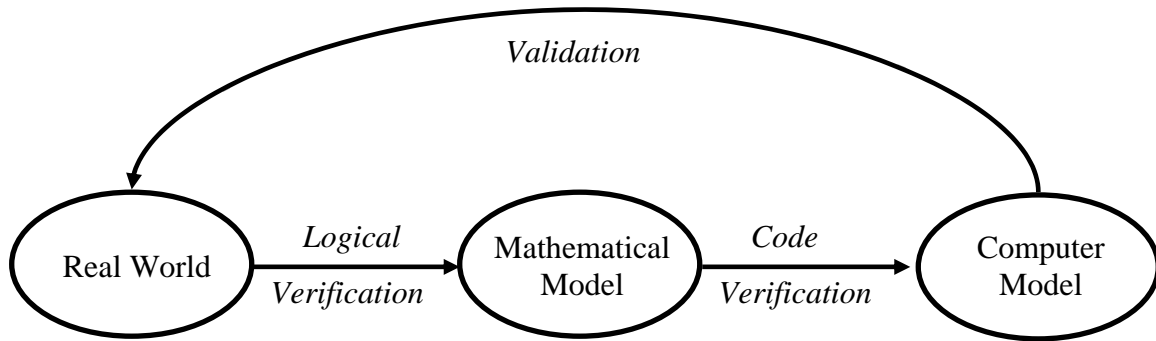 Validation
Real World
Logical
Verification
Mathematical
Model
Code
Verification
Computer
Model